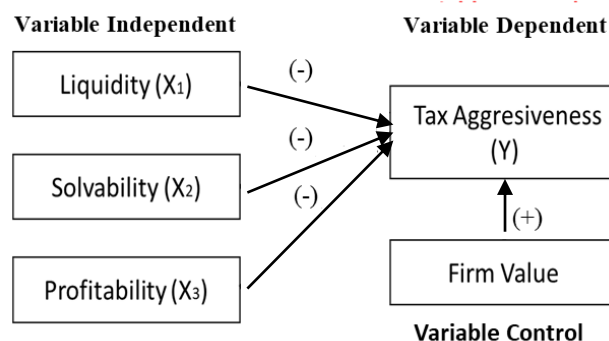 Variable Independent
Variable Dependent
Liquidity (X1)
(-)
Tax Aggresiveness
(Y)
Solvability (X2)
(-)
(-)
(+)
Profitability (X3)
Firm Value
Variable Control